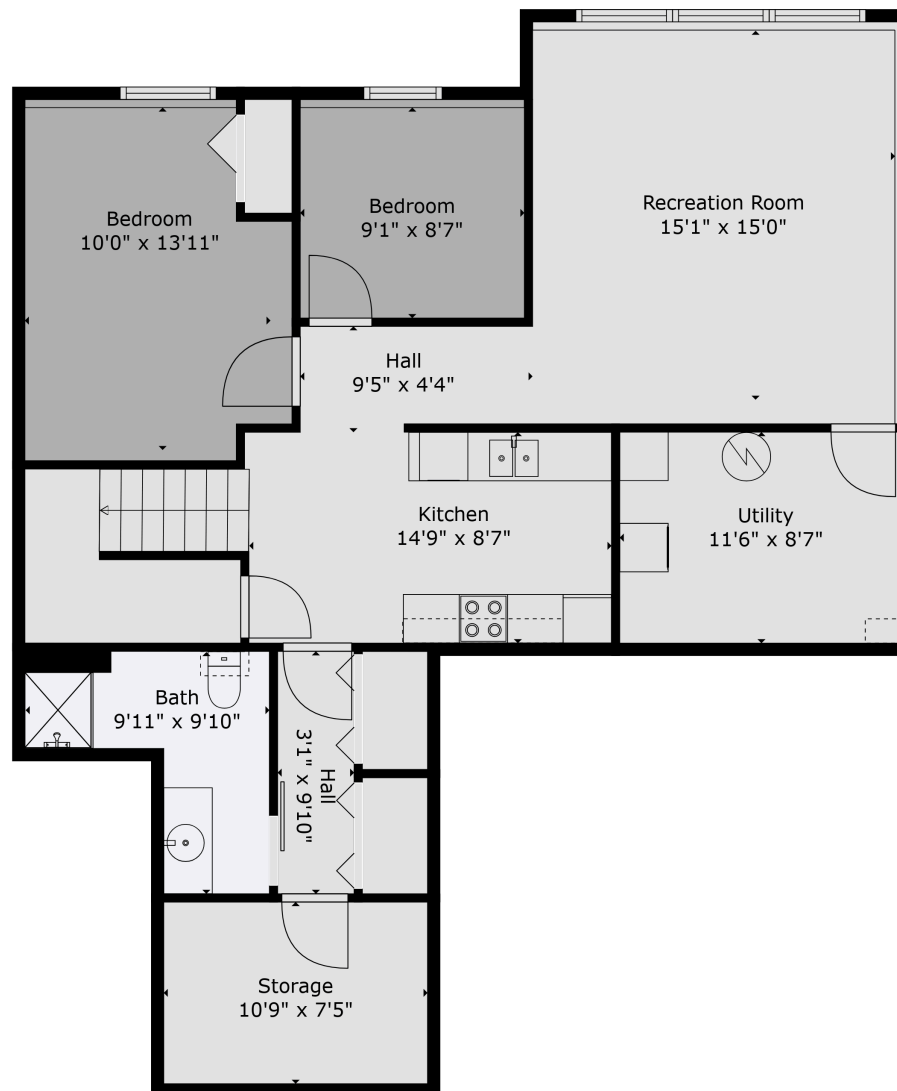 Bedroom
10'0" x 13'11"
Bedroom
9'1" x 8'7"
Recreation Room
15'1" x 15'0"
Hall
9'5" x 4'4"
Kitchen
14'9" x 8'7"
Utility
11'6" x 8'7"
Bath
9'11" x 9'10"
Hall
3'1" x 9'10"
Storage
10'9" x 7'5"